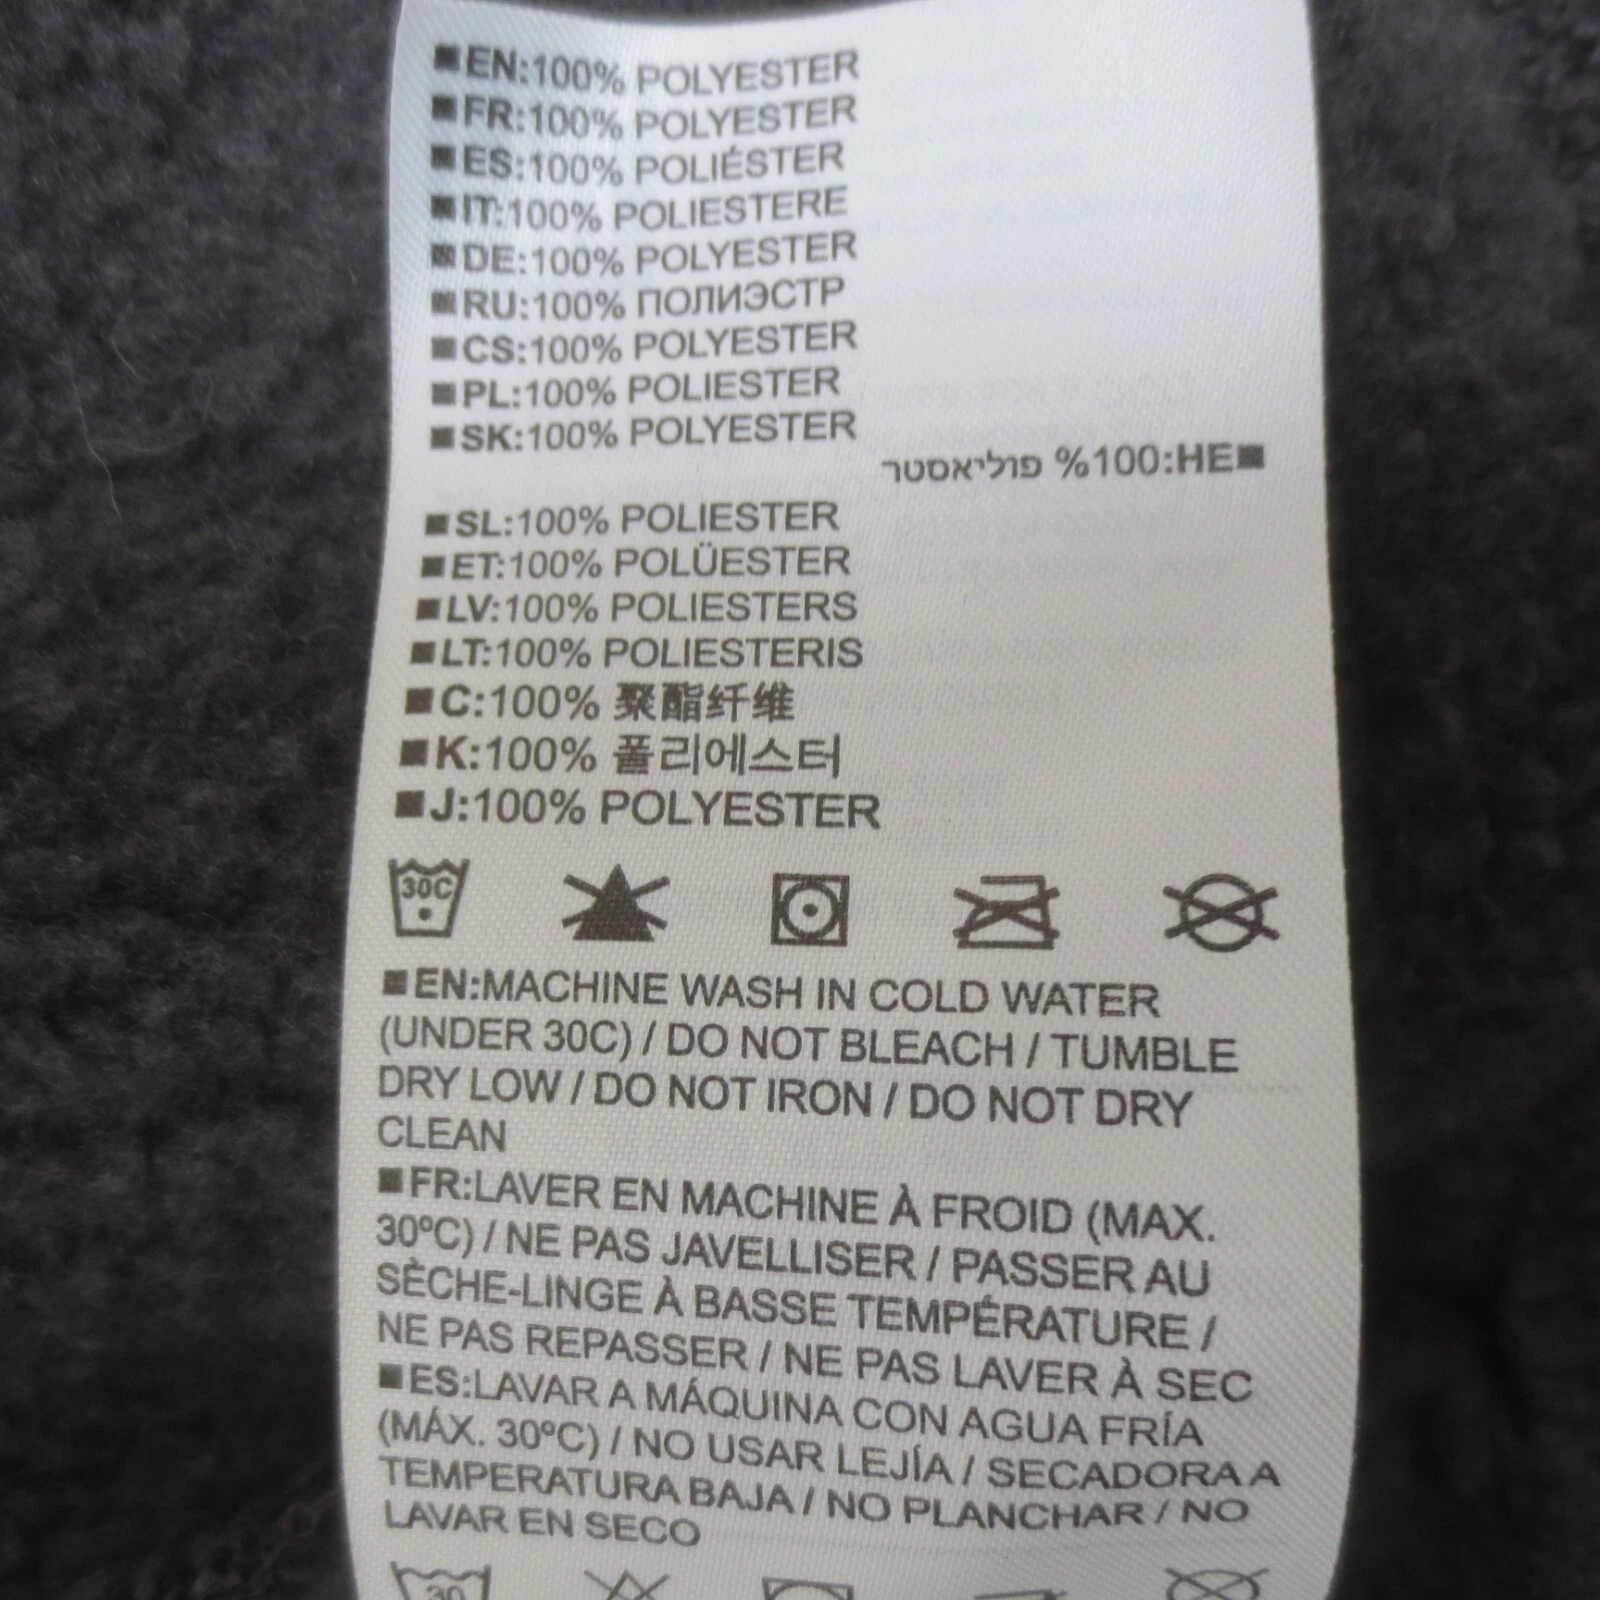 ■EN:100% POLYESTER
■FR:100% POLYESTER
■ES:100% POLIÉSTER
■IT:100% POLIESTERE
■DE:100% POLYESTER
■RU:100% ПОЛИЭСТР
■CS:100% POLYESTER
■PL:100% POLIESTER
■SK:100% POLYESTER
■HE:100% פוליאסטר
■SL:100% POLIESTER
■ET:100% POLÜESTER
■LV:100% POLIESTERS
■LT:100% POLIESTERIS
■C:100% 聚酯纤维
■K:100% 폴리에스터
■J:100% POLYESTER
30C
■EN:MACHINE WASH IN COLD WATER
(UNDER 30C) / DO NOT BLEACH / TUMBLE
DRY LOW / DO NOT IRON / DO NOT DRY
CLEAN
■FR:LAVER EN MACHINE À FROID (MAX.
30ºC) / NE PAS JAVELLISER / PASSER AU
SÈCHE-LINGE À BASSE TEMPÉRATURE /
NE PAS REPASSER / NE PAS LAVER À SEC
■ES:LAVAR A MÁQUINA CON AGUA FRÍA
(MÁX. 30ºC) / NO USAR LEJÍA / SECADORA A
TEMPERATURA BAJA / NO PLANCHAR / NO
LAVAR EN SECO
30